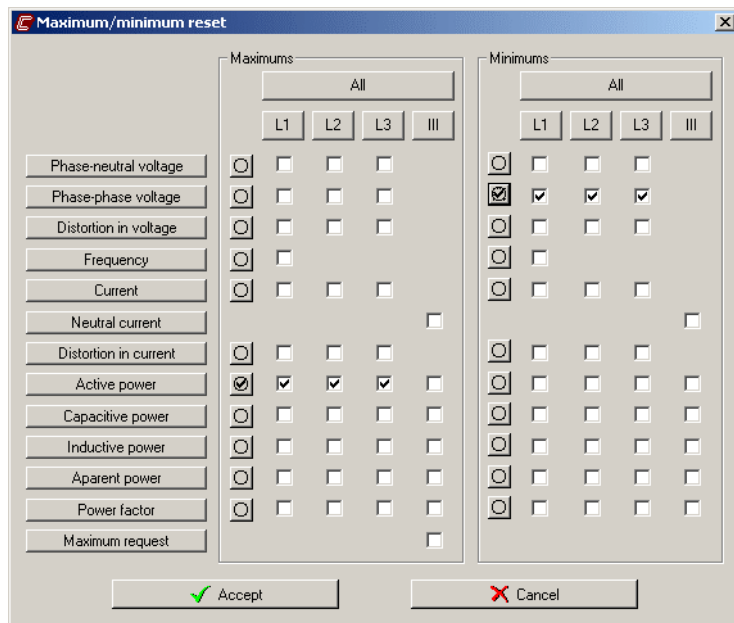 Maximum/minimum reset
Maximums Minimums
All All
L1 L2 L3 III L1 L2 L3 III
Phase-neutral voltage
Phase-phase voltage
Distortion in voltage
Frequency
Current
Neutral current
Distortion in current
Active power
Capacitive power
Inductive power
Aparent power
Power factor
Maximum request
Accept Cancel